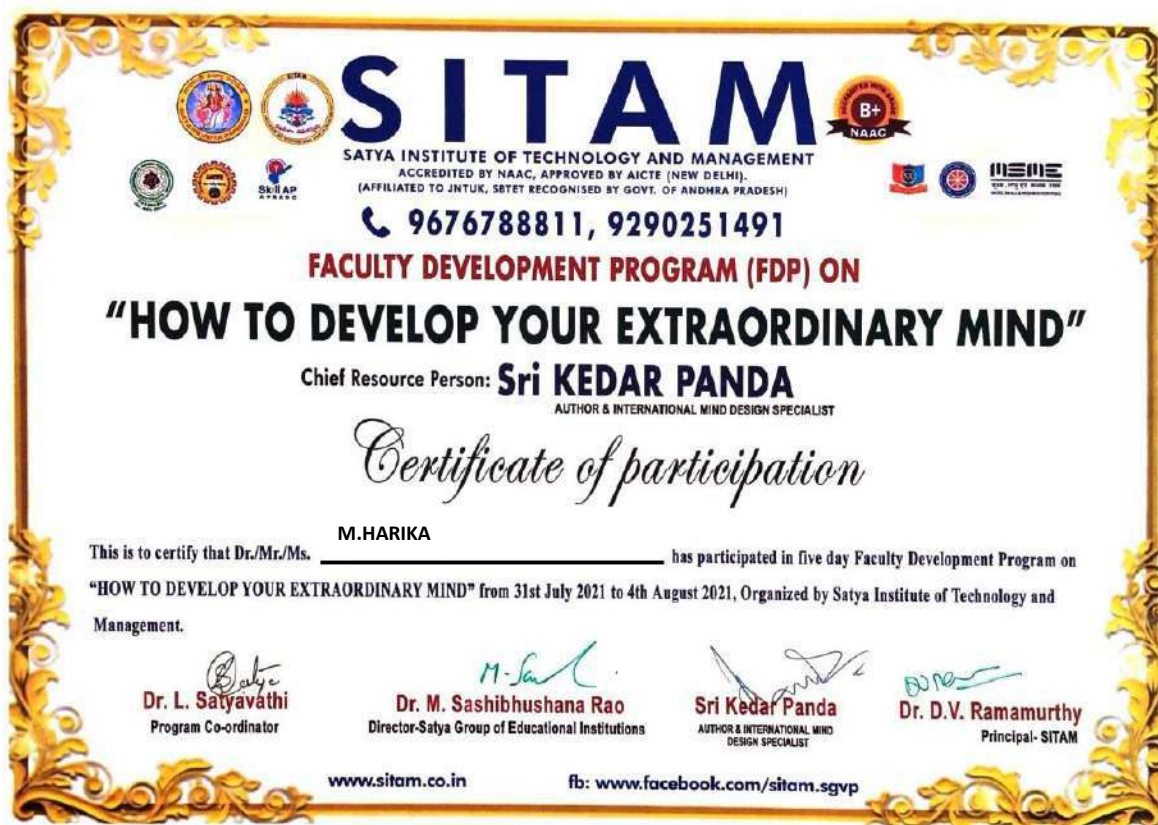 SITAM
SITAM
ACCREDITED WITH GRADE
B+
NAAC
SATYA INSTITUTE OF TECHNOLOGY AND MANAGEMENT
ACCREDITED BY NAAC, APPROVED BY AICTE (NEW DELHI).
(AFFILIATED TO JNTUK, SBTET RECOGNISED BY GOVT. OF ANDHRA PRADESH)
Skill AP
APSSDC
MSME
9676788811, 9290251491
FACULTY DEVELOPMENT PROGRAM (FDP) ON
"HOW TO DEVELOP YOUR EXTRAORDINARY MIND"
Chief Resource Person: Sri KEDAR PANDA
AUTHOR & INTERNATIONAL MIND DESIGN SPECIALIST
Certificate of participation
M.HARIKA
This is to certify that Dr./Mr./Ms. has participated in five day Faculty Development Program on
"HOW TO DEVELOP YOUR EXTRAORDINARY MIND" from 31st July 2021 to 4th August 2021, Organized by Satya Institute of Technology and
Management.
Dr. L. Satyavathi
Program Co-ordinator
Dr. M. Sashibhushana Rao
Director-Satya Group of Educational Institutions
Sri Kedar Panda
AUTHOR & INTERNATIONAL MIND
DESIGN SPECIALIST
Dr. D.V. Ramamurthy
Principal- SITAM
www.sitam.co.in
fb: www.facebook.com/sitam.sgvp